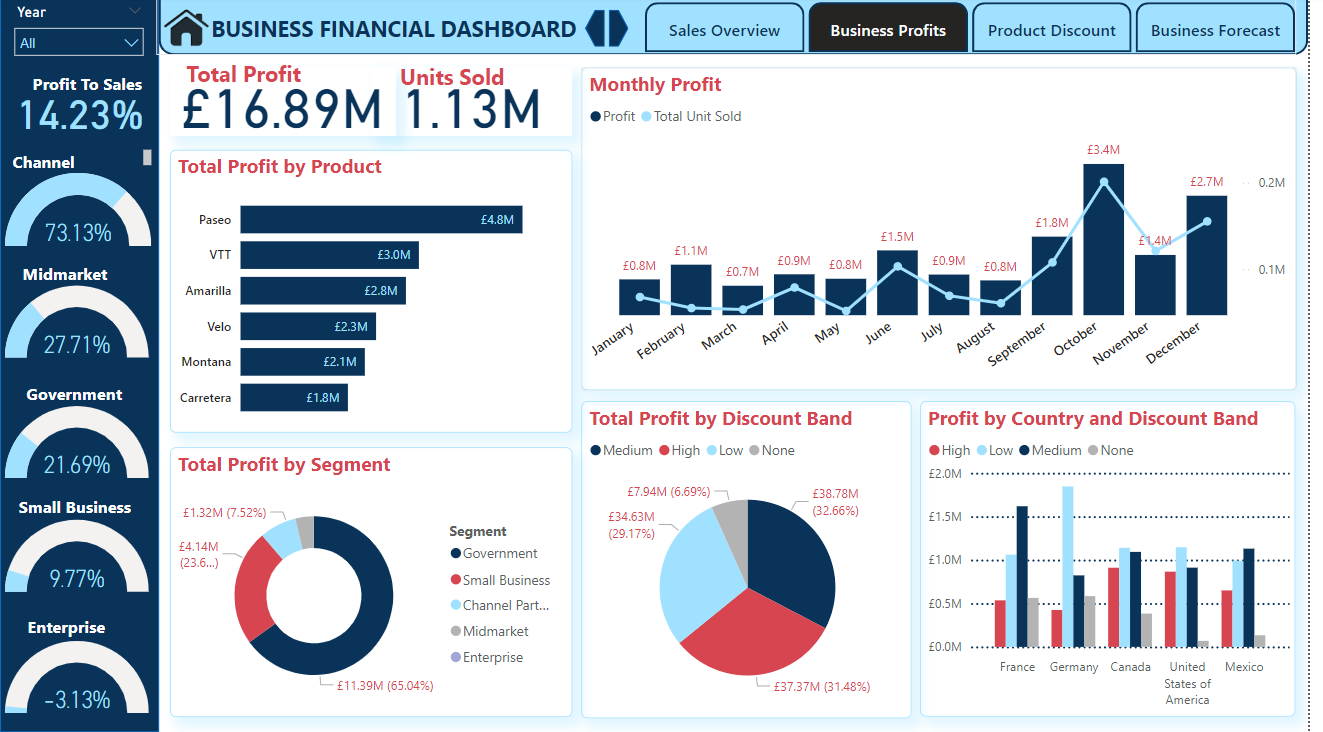 Year
All
BUSINESS FINANCIAL DASHBOARD
Sales Overview
Business Profits
Product Discount
Business Forecast
Profit To Sales
14.23%
Channel
73.13%
Midmarket
27.71%
Government
21.69%
Small Business
9.77%
Enterprise
-3.13%
Total Profit
£16.89M
Units Sold
1.13M
Total Profit by Product
Paseo £4.8M
VTT £3.0M
Amarilla £2.8M
Velo £2.3M
Montana £2.1M
Carretera £1.8M
Monthly Profit
Profit Total Unit Sold
£0.8M
£1.1M
£0.7M
£0.9M
£0.8M
£1.5M
£0.9M
£0.8M
£1.8M
£3.4M
£1.4M
£2.7M
0.2M
0.1M
January
February
March
April
May
June
July
August
September
October
November
December
Total Profit by Segment
£1.32M (7.52%)
£4.14M
(23.6...)
£11.39M (65.04%)
Segment
Government
Small Business
Channel Part...
Midmarket
Enterprise
Total Profit by Discount Band
Medium High Low None
£7.94M (6.69%)
£38.78M
(32.66%)
£34.63M
(29.17%)
£37.37M (31.48%)
Profit by Country and Discount Band
High Low Medium None
£2.0M
£1.5M
£1.0M
£0.5M
£0.0M
France
Germany
Canada
United
States of
America
Mexico